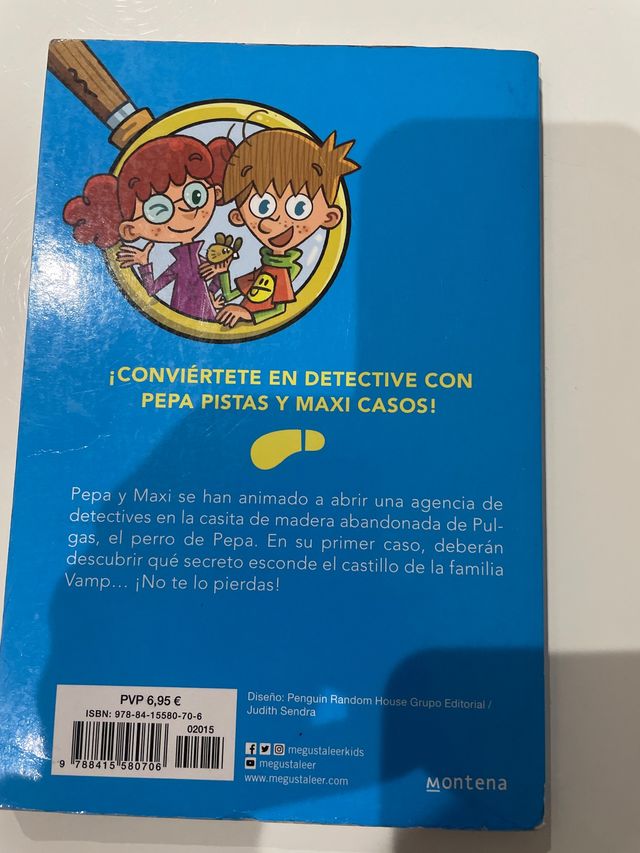 ¡CONVIÉRTETE EN DETECTIVE CON
PEPA PISTAS Y MAXI CASOS!
Pepa y Maxi se han animado a abrir una agencia de
detectives en la casita de madera abandonada de Pul-
gas, el perro de Pepa. En su primer caso, deberán
descubrir qué secreto esconde el castillo de la familia
Vamp... ¡No te lo pierdas!
PVP 6,95 €
ISBN: 978-84-15580-70-6
02015
9 788415 580706
Diseño: Penguin Random House Grupo Editorial /
Judith Sendra
megustaleerkids
megustaleer
www.megustaleer.com
Montena